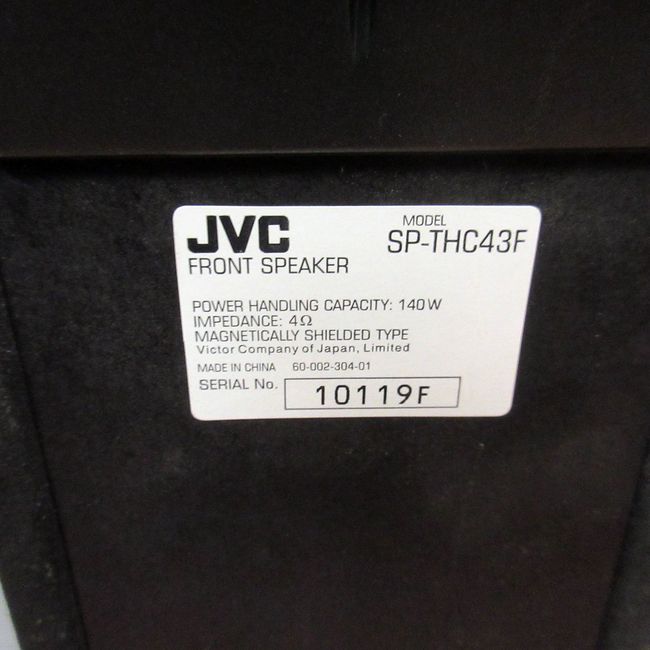 JVC
MODEL
SP-THC43F
FRONT SPEAKER
POWER HANDLING CAPACITY: 140W
IMPEDANCE: 4Ω
MAGNETICALLY SHIELDED TYPE
Victor Company of Japan, Limited
MADE IN CHINA 60-002-304-01
SERIAL No. 10119F